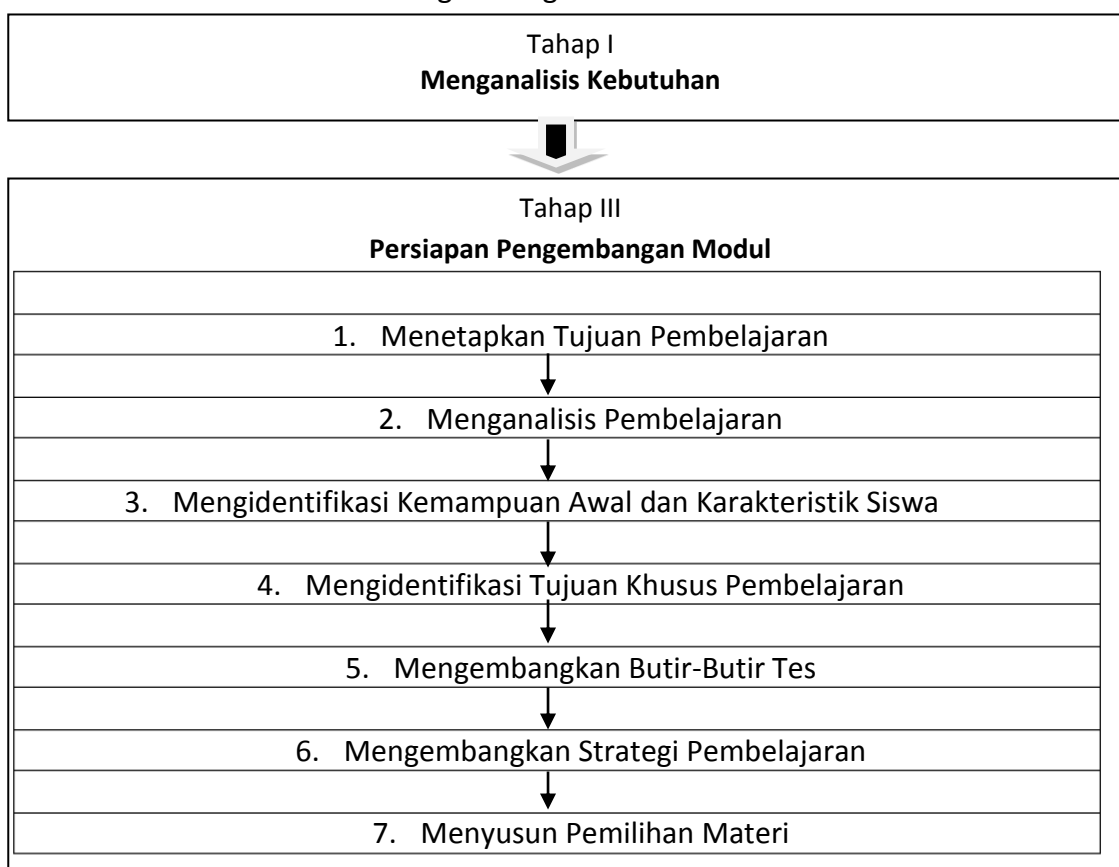 Tahap I
Menganalisis Kebutuhan
Tahap III
Persiapan Pengembangan Modul
1. Menetapkan Tujuan Pembelajaran
2. Menganalisis Pembelajaran
3. Mengidentifikasi Kemampuan Awal dan Karakteristik Siswa
4. Mengidentifikasi Tujuan Khusus Pembelajaran
5. Mengembangkan Butir-Butir Tes
6. Mengembangkan Strategi Pembelajaran
7. Menyusun Pemilihan Materi